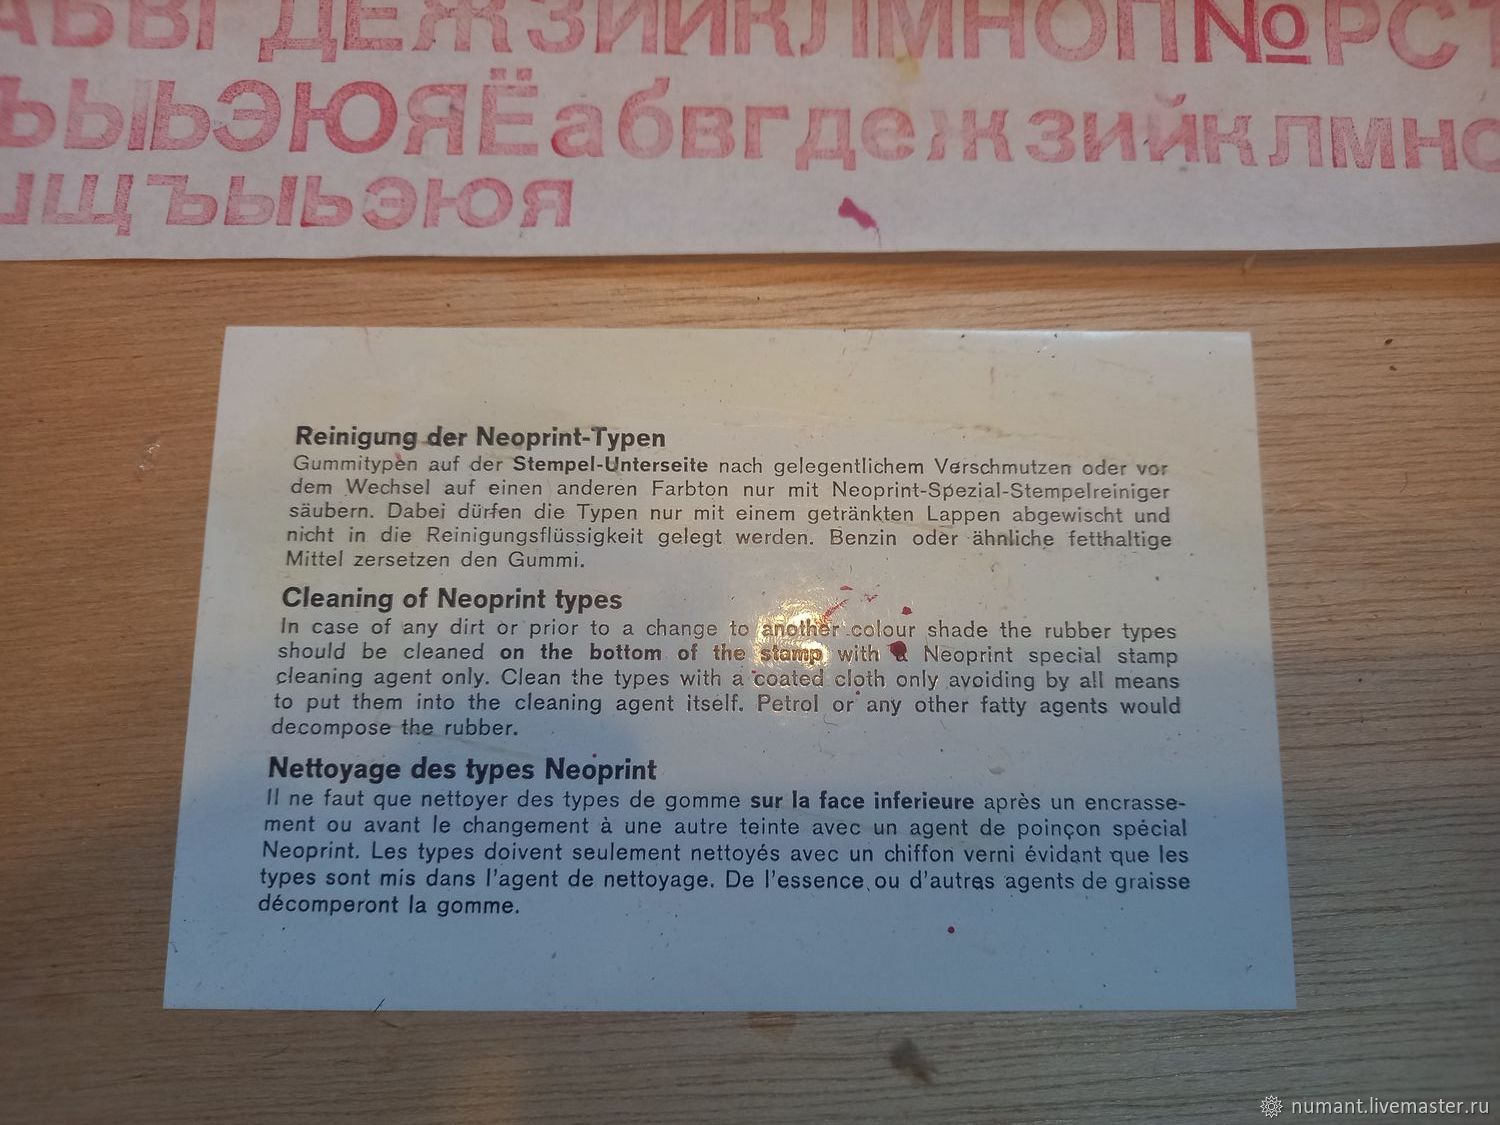 АБВГДЕЖЗИЙКЛМНОП№РСТ
ЪЫЬЭЮЯЁабвгдежзийклмно
шщъыьэюя
Reinigung der Neoprint-Typen
Gummitypen auf der Stempel-Unterseite nach gelegentlichem Verschmutzen oder vor
dem Wechsel auf einen anderen Farbton nur mit Neoprint-Spezial-Stempelreiniger
säubern. Dabei dürfen die Typen nur mit einem getränkten Lappen abgewischt und
nicht in die Reinigungsflüssigkeit gelegt werden. Benzin oder ähnliche fetthaltige
Mittel zersetzen den Gummi.
Cleaning of Neoprint types
In case of any dirt or prior to a change to another colour shade the rubber types
should be cleaned on the bottom of the stamp with a Neoprint special stamp
cleaning agent only. Clean the types with a coated cloth only avoiding by all means
to put them into the cleaning agent itself. Petrol or any other fatty agents would
decompose the rubber.
Nettoyage des types Neoprint
Il ne faut que nettoyer des types de gomme sur la face inferieure après un encrasse-
ment ou avant le changement à une autre teinte avec un agent de poinçon spécial
Neoprint. Les types doivent seulement nettoyés avec un chiffon verni évidant que les
types sont mis dans l'agent de nettoyage. De l'essence ou d'autres agents de graisse
décomperont la gomme.
numant.livemaster.ru